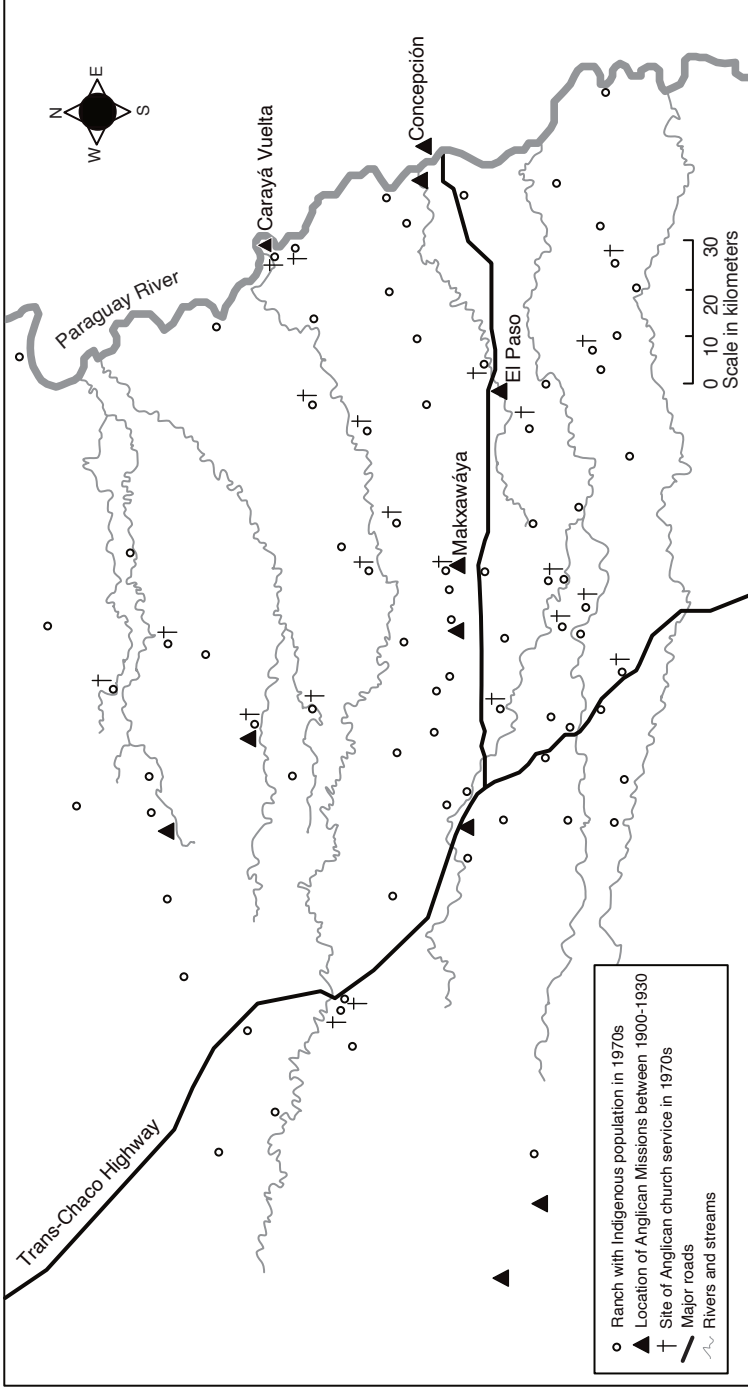 N
W
E
S
Carayá Vuelta
Concepción
Paraguay River
El Paso
Makxawáya
Trans-Chaco Highway
0 10 20 30
Scale in kilometers
Ranch with Indigenous population in 1970s
Location of Anglican Missions between 1900-1930
Site of Anglican church service in 1970s
Major roads
Rivers and streams